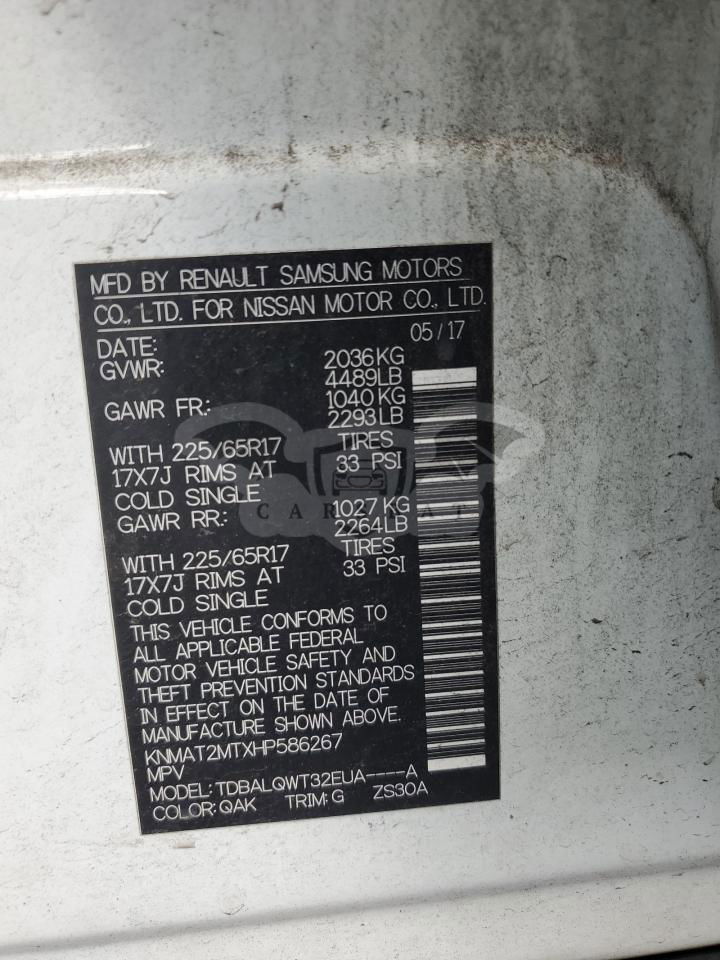 MFD BY RENAULT SAMSUNG MOTORS
CO., LTD. FOR NISSAN MOTOR CO., LTD.
DATE: 05/17
GVWR: 2036KG
4489LB
GAWR FR.: 1040KG
2293LB
WITH 225/65R17 TIRES
17X7J RIMS AT 33 PSI
COLD SINGLE
GAWR RR.: 1027KG
2264LB
WITH 225/65R17 TIRES
17X7J RIMS AT 33 PSI
COLD SINGLE
THIS VEHICLE CONFORMS TO
ALL APPLICABLE FEDERAL
MOTOR VEHICLE SAFETY AND
THEFT PREVENTION STANDARDS
IN EFFECT ON THE DATE OF
MANUFACTURE SHOWN ABOVE.
KNMAT2MTXHP586267
MPV
MODEL: TDBALQWT32EUA----A
COLOR: QAK TRIM: G ZS30A